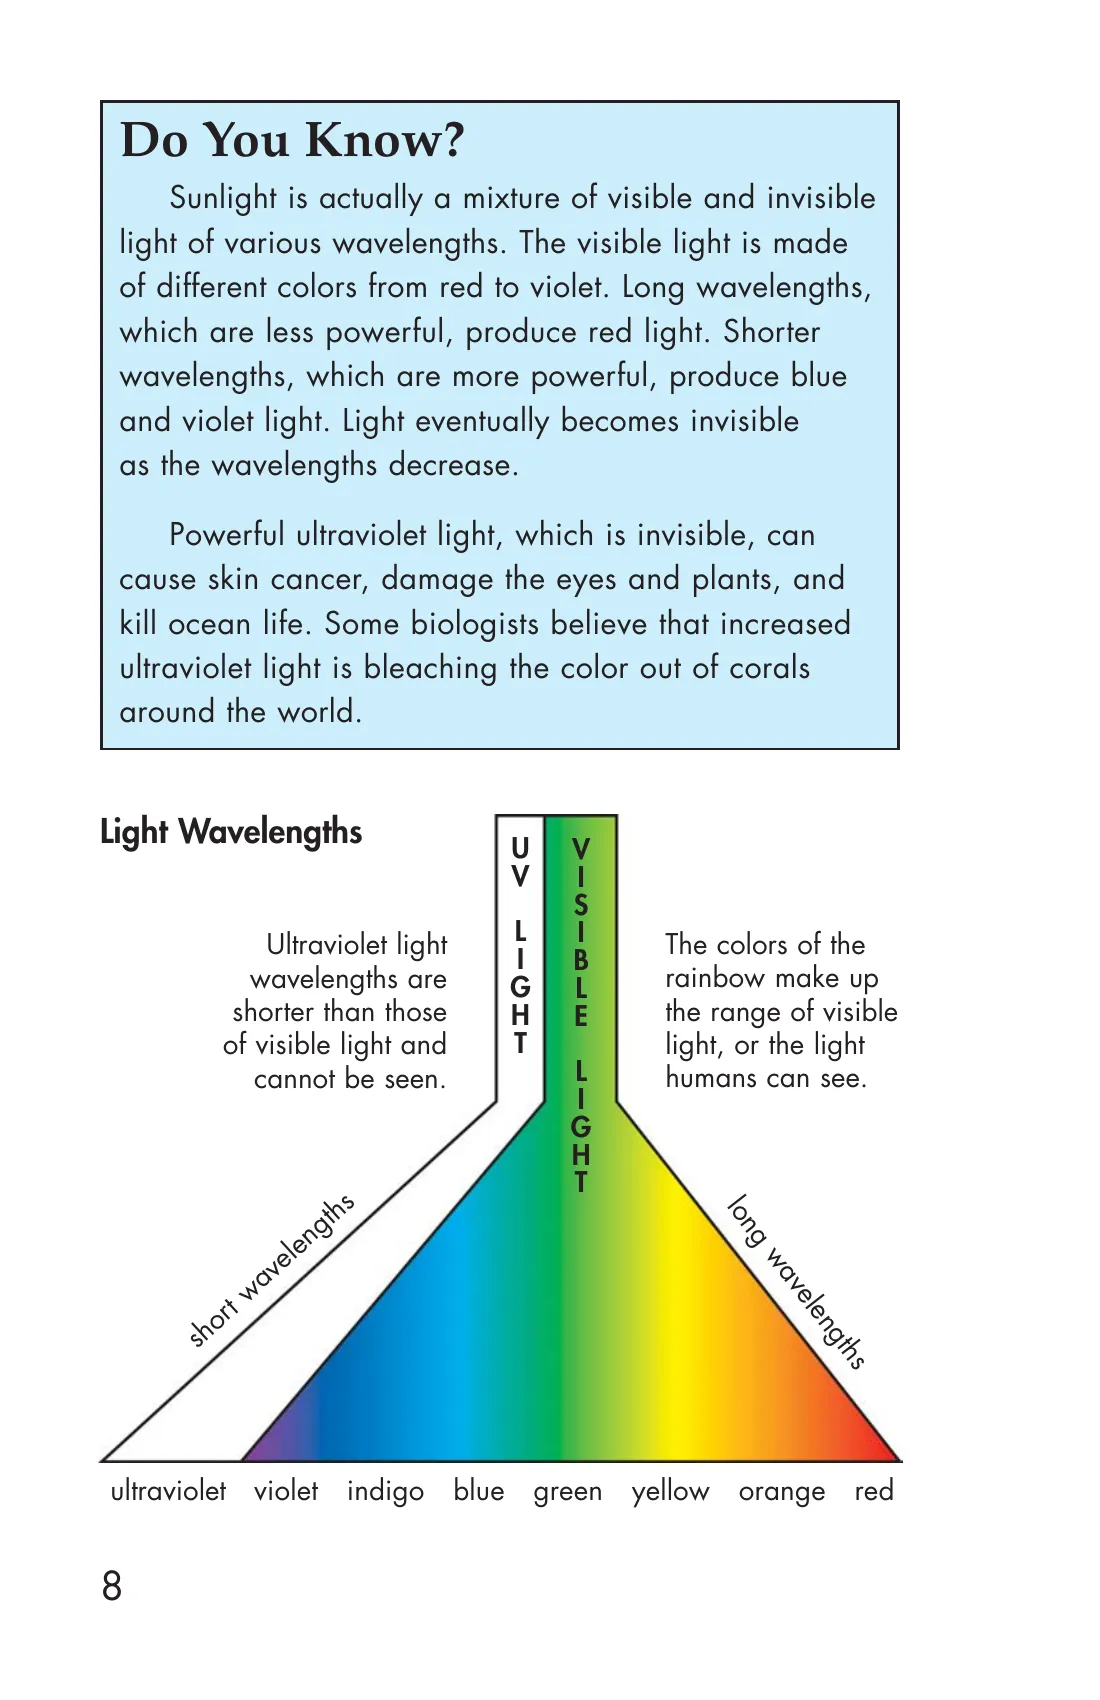 Do You Know?
Sunlight is actually a mixture of visible and invisible
light of various wavelengths. The visible light is made
of different colors from red to violet. Long wavelengths,
which are less powerful, produce red light. Shorter
wavelengths, which are more powerful, produce blue
and violet light. Light eventually becomes invisible
as the wavelengths decrease.
Powerful ultraviolet light, which is invisible, can
cause skin cancer, damage the eyes and plants, and
kill ocean life. Some biologists believe that increased
ultraviolet light is bleaching the color out of corals
around the world.
Light Wavelengths
Ultraviolet light
wavelengths are
shorter than those
of visible light and
cannot be seen.
UV LIGHT
VISIBLE LIGHT
The colors of the
rainbow make up
the range of visible
light, or the light
humans can see.
short wavelengths
long wavelengths
ultraviolet violet indigo blue green yellow orange red
8